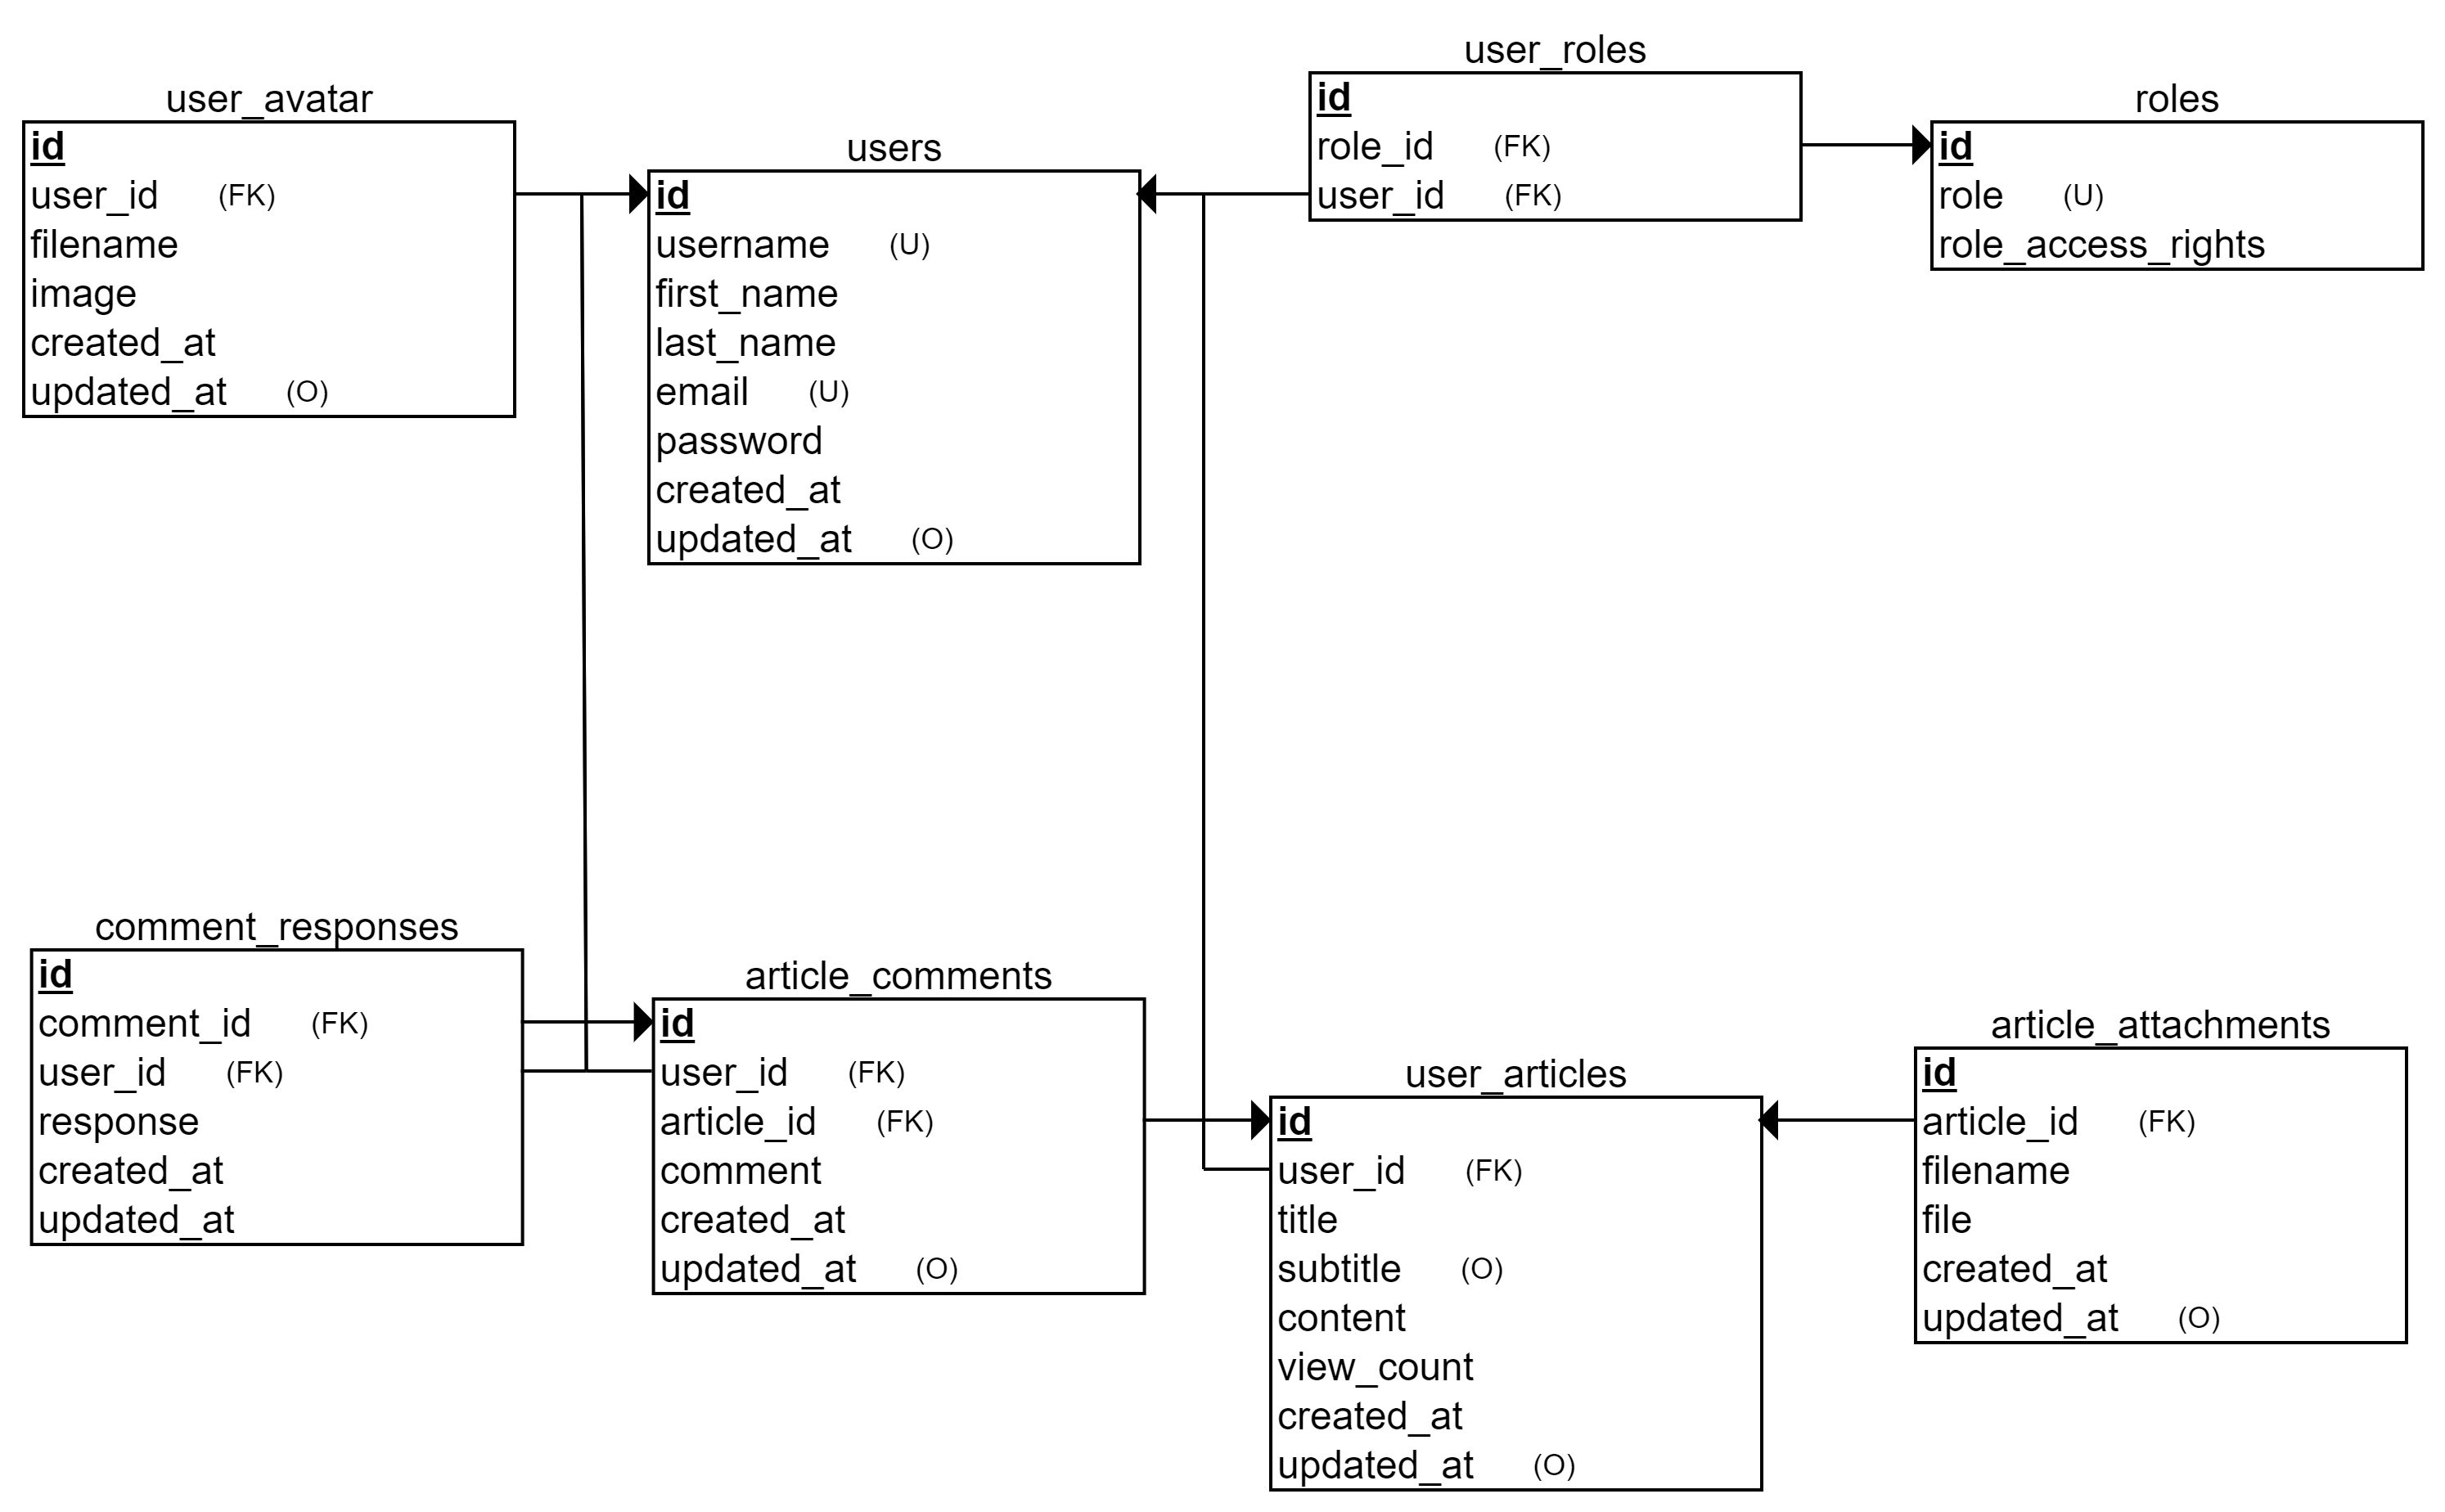 user_avatar
id
user_id (FK)
filename
image
created_at
updated_at (O)
users
id
username (U)
first_name
last_name
email (U)
password
created_at
updated_at (O)
user_roles
id
role_id (FK)
user_id (FK)
roles
id
role (U)
role_access_rights
comment_responses
id
comment_id (FK)
user_id (FK)
response
created_at
updated_at
article_comments
id
user_id (FK)
article_id (FK)
comment
created_at
updated_at (O)
user_articles
id
user_id (FK)
title
subtitle (O)
content
view_count
created_at
updated_at (O)
article_attachments
id
article_id (FK)
filename
file
created_at
updated_at (O)